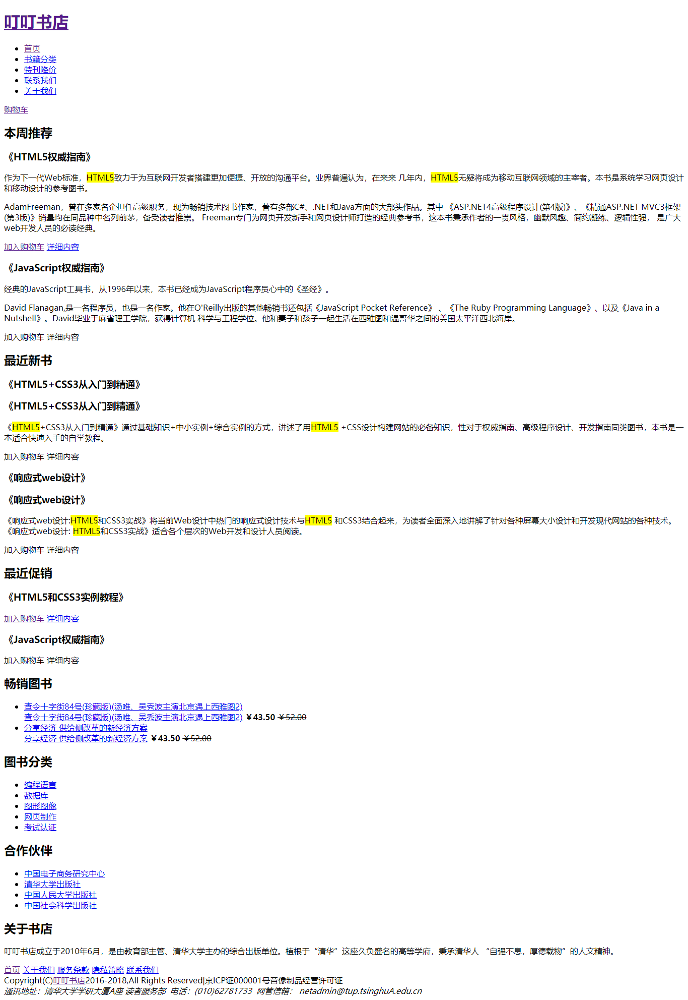 叮叮书店
首页
书籍分类
特刊降价
联系我们
关于我们
购物车
本周推荐
《HTML5权威指南》
作为下一代Web标准，HTML5致力于为互联网开发者搭建更加便捷、开放的沟通平台。业界普遍认为，在来来 几年内，HTML5无疑将成为移动互联网领域的主宰者。本书是系统学习网页设计
和移动设计的参考图书。
AdamFreeman，曾在多家名企担任高级职务，现为畅销技术图书作家，著有多部C#、.NET和Java方面的大部头作品。其中 《ASP.NET4高级程序设计(第4版)》、《精通ASP.NET MVC3框架
(第3版)》销量均在同品种中名列前茅，备受读者推崇。 Freeman专门为网页开发新手和网页设计师打造的经典参考书，这本书秉承作者的一贯风格，幽默风趣、简约凝练、逻辑性强， 是广大
web开发人员的必读经典。
加入购物车 详细内容
《JavaScript权威指南》
经典的JavaScript工具书，从1996年以来，本书已经成为JavaScript程序员心中的《圣经》。
David Flanagan,是一名程序员，也是一名作家。他在O'Reilly出版的其他畅销书还包括《JavaScript Pocket Reference》 、《The Ruby Programming Language》、以及《Java in a
Nutshell》。David毕业于麻省理工学院，获得计算机 科学与工程学位。他和妻子和孩子一起生活在西雅图和温哥华之间的美国太平洋西北海岸。
加入购物车 详细内容
最近新书
《HTML5+CSS3从入门到精通》
《HTML5+CSS3从入门到精通》
《HTML5+CSS3从入门到精通》通过基础知识+中小实例+综合实例的方式，讲述了用HTML5 +CSS设计构建网站的必备知识，性对于权威指南、高级程序设计、开发指南同类图书，本书是一
本适合快速入手的自学教程。
加入购物车 详细内容
《响应式web设计》
《响应式web设计》
《响应式web设计:HTML5和CSS3实战》将当前Web设计中热门的响应式设计技术与HTML5 和CSS3结合起来，为读者全面深入地讲解了针对各种屏幕大小设计和开发现代网站的各种技术。
《响应式web设计: HTML5和CSS3实战》适合各个层次的Web开发和设计人员阅读。
加入购物车 详细内容
最近促销
《HTML5和CSS3实例教程》
加入购物车 详细内容
《JavaScript权威指南》
加入购物车 详细内容
畅销图书
查令十字街84号(珍藏版)(汤唯、吴秀波主演北京遇上西雅图2)
查令十字街84号(珍藏版)(汤唯、吴秀波主演北京遇上西雅图2) ￥43.50 ￥52.00
分享经济 供给侧改革的新经济方案
分享经济 供给侧改革的新经济方案 ￥43.50 ￥52.00
图书分类
编程语言
数据库
图形图像
网页制作
考试认证
合作伙伴
中国电子商务研究中心
清华大学出版社
中国人民大学出版社
中国社会科学出版社
关于书店
叮叮书店成立于2010年6月，是由教育部主管、清华大学主办的综合出版单位。植根于“清华”这座久负盛名的高等学府，秉承清华人 “自强不息，厚德载物”的人文精神。
首页 关于我们 服务条款 隐私策略 联系我们
Copyright(C)叮叮书店2016-2018,All Rights Reserved|京ICP证000001号音像制品经营许可证
通讯地址：清华大学学研大厦A座 读者服务部 电话：(010)62781733 网管信箱： netadmin@tup.tsinghuA.edu.cn